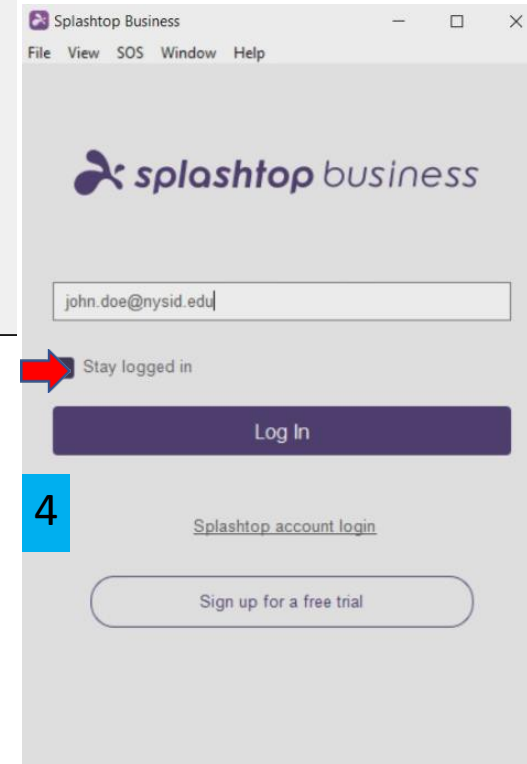 Splashtop Business
File View SOS Window Help
splashtop business
john.doe@nysid.edu
Stay logged in
Log In
4
Splashtop account login
Sign up for a free trial